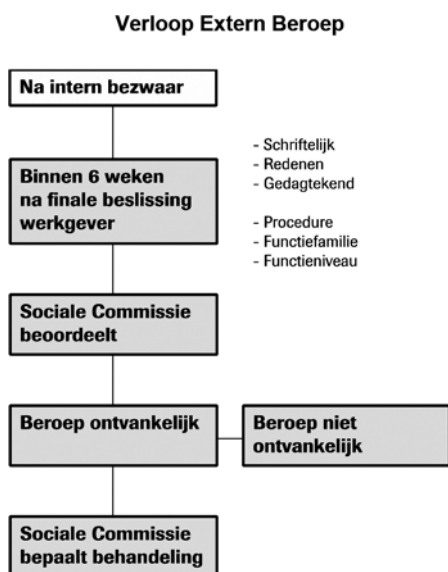 Verloop Extern Beroep
Na intern bezwaar
Binnen 6 weken
na finale beslissing
werkgever
- Schriftelijk
- Redenen
- Gedagtekend
- Procedure
- Functiefamilie
- Functieniveau
Sociale Commissie
beoordeelt
Beroep ontvankelijk
Beroep niet
ontvankelijk
Sociale Commissie
bepaalt behandeling